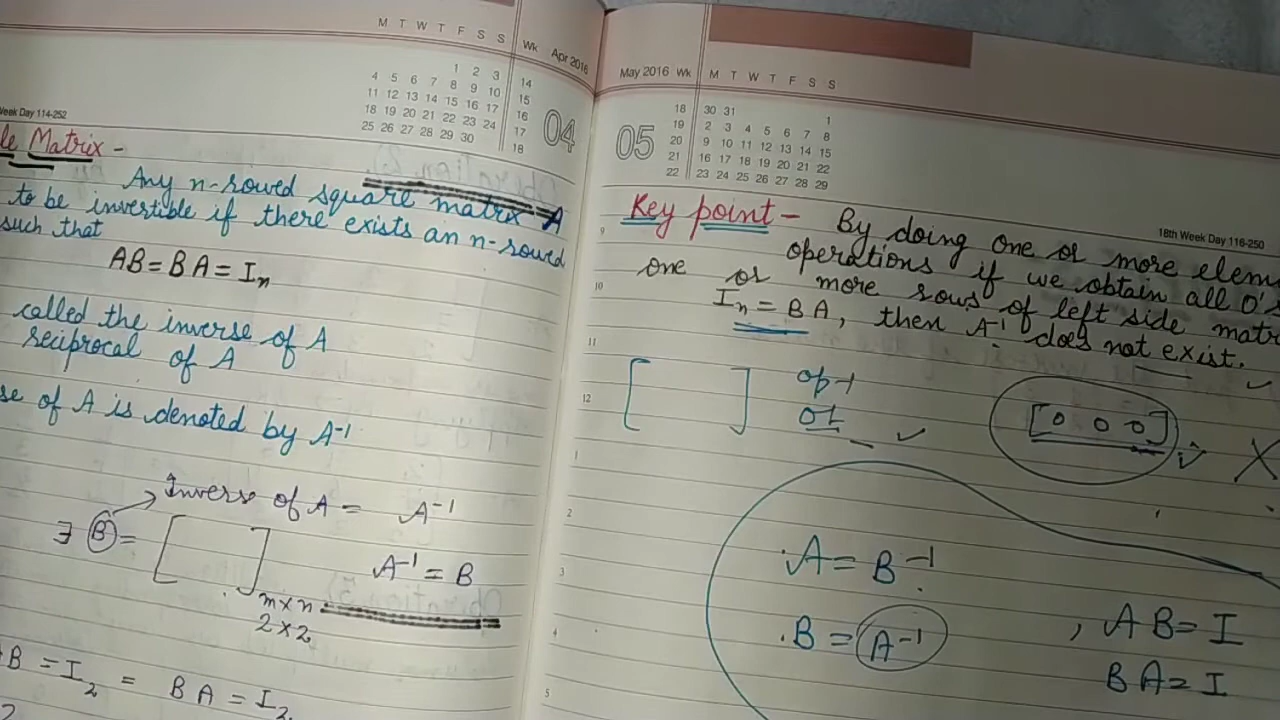 M T W T F S S Wk Apr 2016
1 2 3 14
4 5 6 7 8 9 10 15
11 12 13 14 15 16 17 16
18 19 20 21 22 23 24 17
25 26 27 28 29 30 18
04
Week Day 114-252
le Matrix -
Any n-rowed square matrix A
to be invertible if there exists an n-rowed
such that
AB = BA = Iₙ
called the inverse of A
reciprocal of A
se of A is denoted by A⁻¹
Inverse of A = A⁻¹
∃ B = [ ]
m×n
2×2
A⁻¹ = B
B = I₂ = BA = I₂
May 2016 Wk M T W T F S S
18 30 31 1
19 2 3 4 5 6 7 8
20 9 10 11 12 13 14 15
21 16 17 18 19 20 21 22
22 23 24 25 26 27 28 29
05
18th Week Day 116-250
Key point - By doing one or more elem
operations if we obtain all 0's
one or more rows of left side matr
Iₙ = BA, then A⁻¹ does not exist.
9
10
11
12
1
2
3
4
5
[ ] op-1
[0 0 0]
A = B⁻¹
B = A⁻¹
, AB = I
BA = I